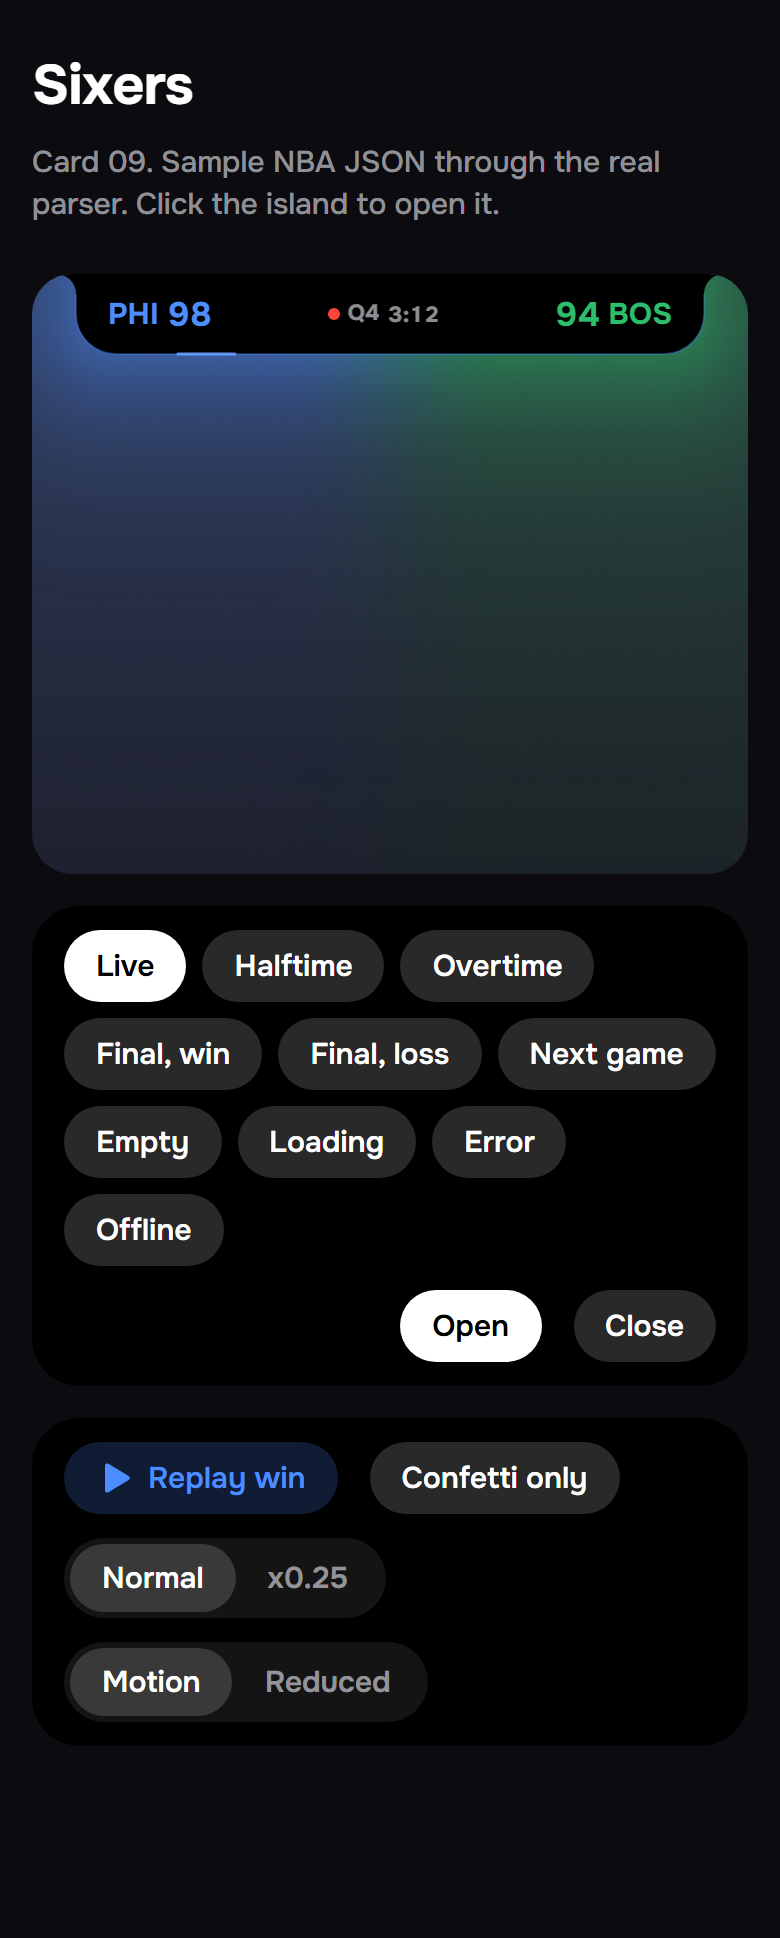 Sixers
Card 09. Sample NBA JSON through the real
parser. Click the island to open it.
PHI 98 Q4 3:12 94 BOS
Live Halftime Overtime
Final, win Final, loss Next game
Empty Loading Error
Offline
Open Close
Replay win Confetti only
Normal x0.25
Motion Reduced